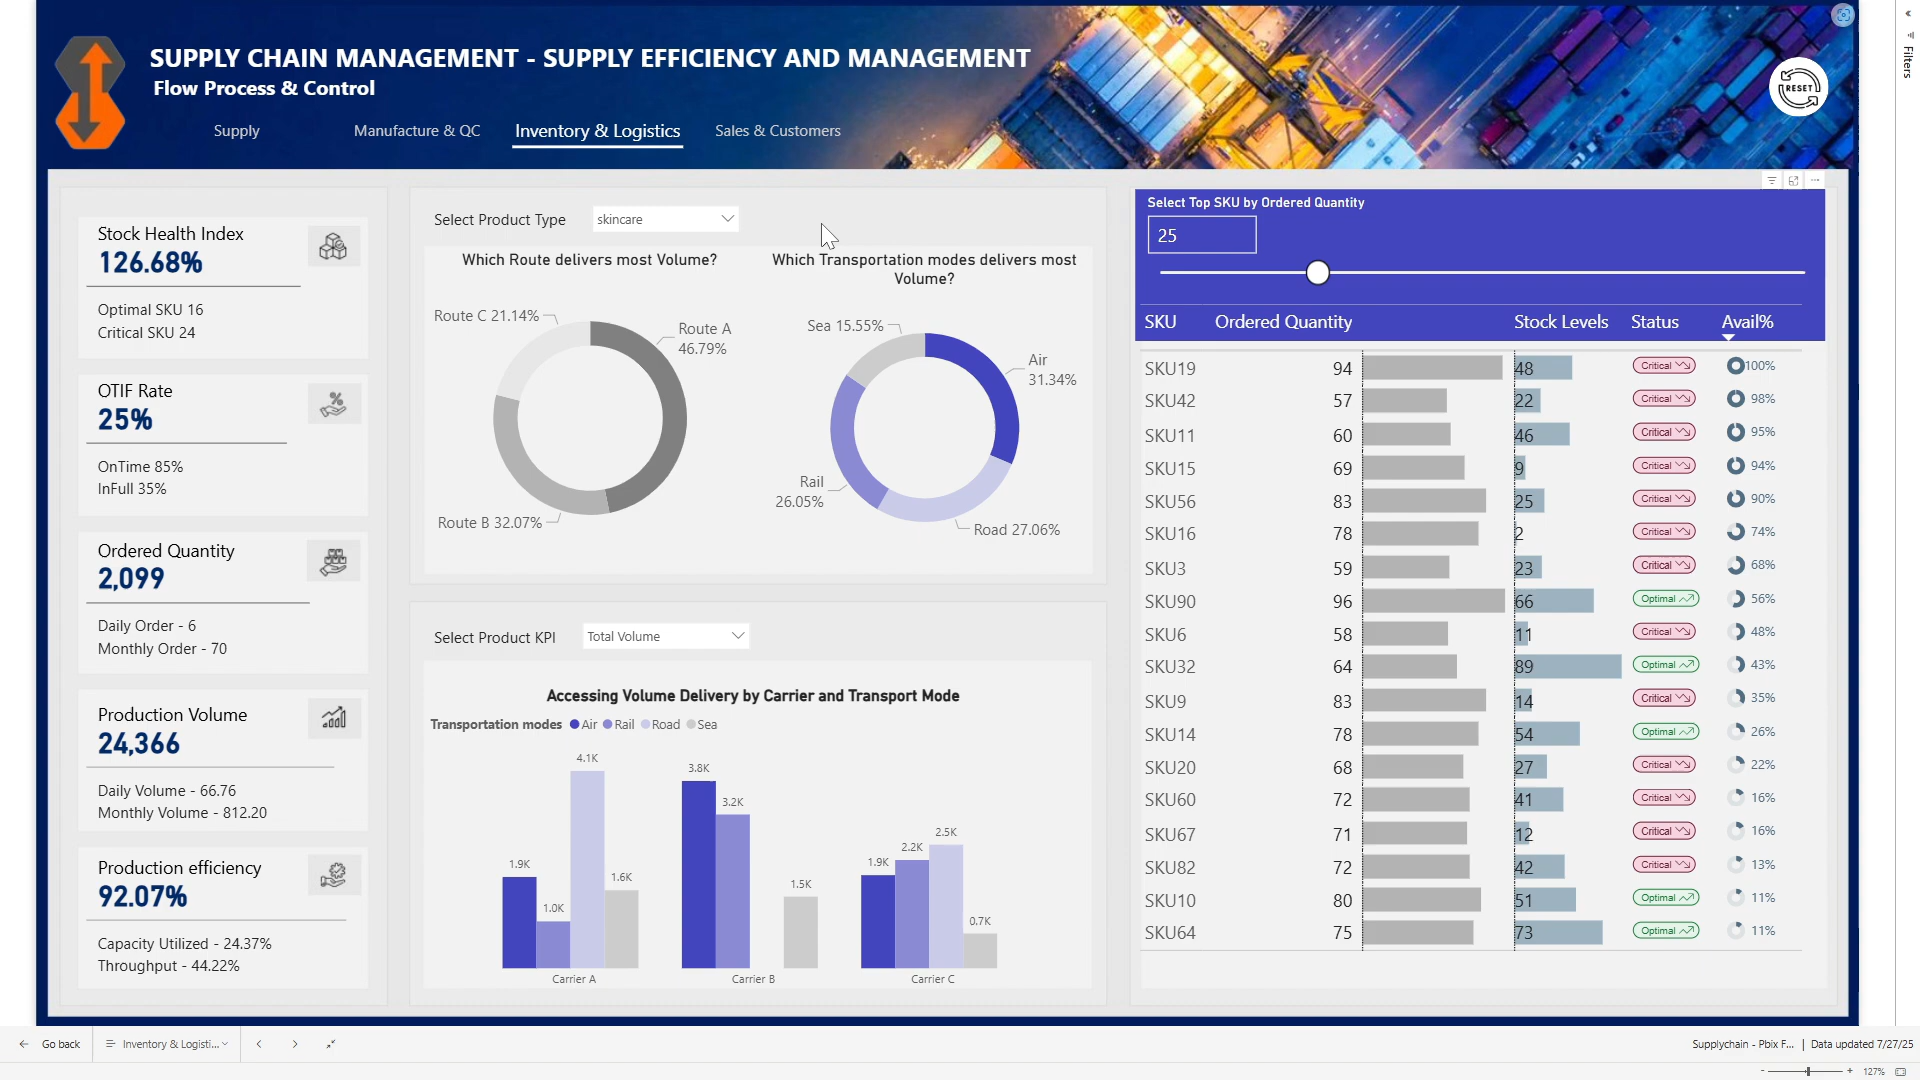 SUPPLY CHAIN MANAGEMENT - SUPPLY EFFICIENCY AND MANAGEMENT
Flow Process & Control
Supply
Manufacture & QC
Inventory & Logistics
Sales & Customers
RESET
Filters
Stock Health Index
126.68%
Optimal SKU 16
Critical SKU 24
OTIF Rate
25%
OnTime 85%
InFull 35%
Ordered Quantity
2,099
Daily Order - 6
Monthly Order - 70
Production Volume
24,366
Daily Volume - 66.76
Monthly Volume - 812.20
Production efficiency
92.07%
Capacity Utilized - 24.37%
Throughput - 44.22%
Select Product Type
skincare
Which Route delivers most Volume?
Route C 21.14%
Route A
46.79%
Route B 32.07%
Which Transportation modes delivers most
Volume?
Sea 15.55%
Air
31.34%
Rail
26.05%
Road 27.06%
Select Product KPI
Total Volume
Accessing Volume Delivery by Carrier and Transport Mode
Transportation modes Air Rail Road Sea
1.9K
1.0K
4.1K
1.6K
3.8K
3.2K
1.5K
1.9K
2.2K
2.5K
0.7K
Carrier A
Carrier B
Carrier C
Select Top SKU by Ordered Quantity
25
SKU Ordered Quantity Stock Levels Status Avail%
SKU19 94 48 Critical 100%
SKU42 57 22 Critical 98%
SKU11 60 46 Critical 95%
SKU15 69 9 Critical 94%
SKU56 83 25 Critical 90%
SKU16 78 2 Critical 74%
SKU3 59 23 Critical 68%
SKU90 96 66 Optimal 56%
SKU6 58 11 Critical 48%
SKU32 64 89 Optimal 43%
SKU9 83 14 Critical 35%
SKU14 78 54 Optimal 26%
SKU20 68 27 Critical 22%
SKU60 72 41 Critical 16%
SKU67 71 12 Critical 16%
SKU82 72 42 Critical 13%
SKU10 80 51 Optimal 11%
SKU64 75 73 Optimal 11%
Go back
Inventory & Logisti...
Supplychain - Pbix F... | Data updated 7/27/25
- + 127%